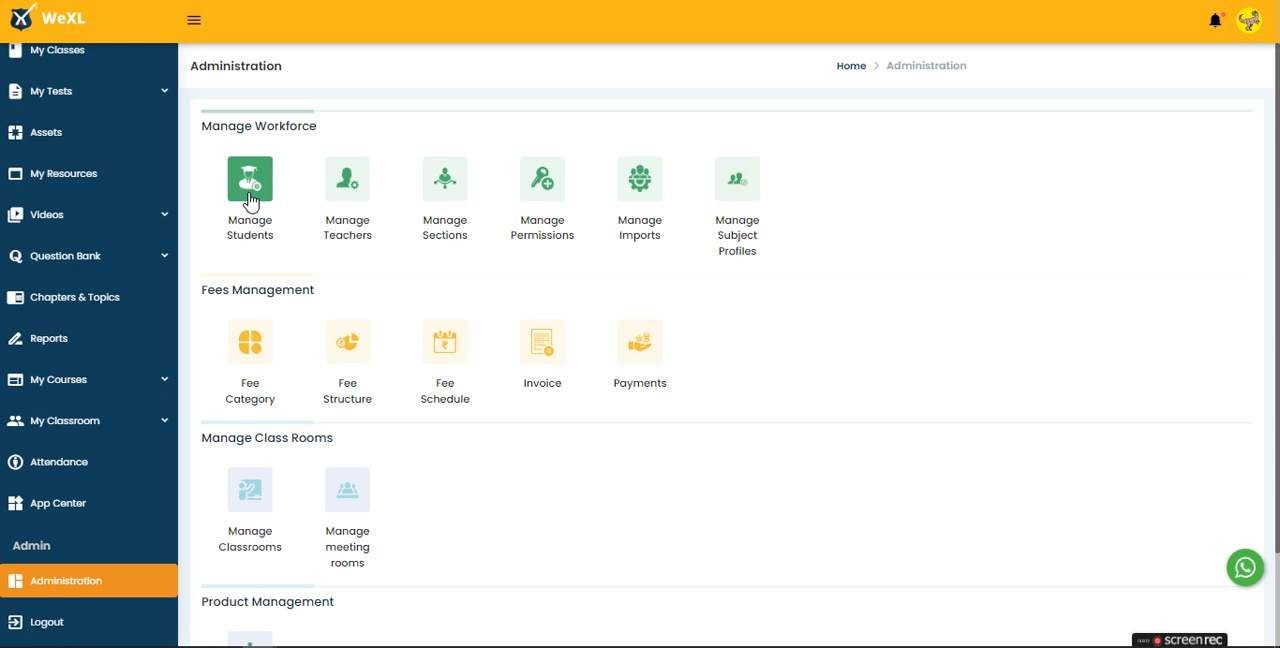 WeXL
My Classes
Administration
Home > Administration
My Tests
Assets
My Resources
Videos
Question Bank
Chapters & Topics
Reports
My Courses
My Classroom
Attendance
App Center
Admin
Administration
Logout
Manage Workforce
Manage Students
Manage Teachers
Manage Sections
Manage Permissions
Manage Imports
Manage Subject Profiles
Fees Management
Fee Category
Fee Structure
Fee Schedule
Invoice
Payments
Manage Class Rooms
Manage Classrooms
Manage meeting rooms
Product Management
screenrec